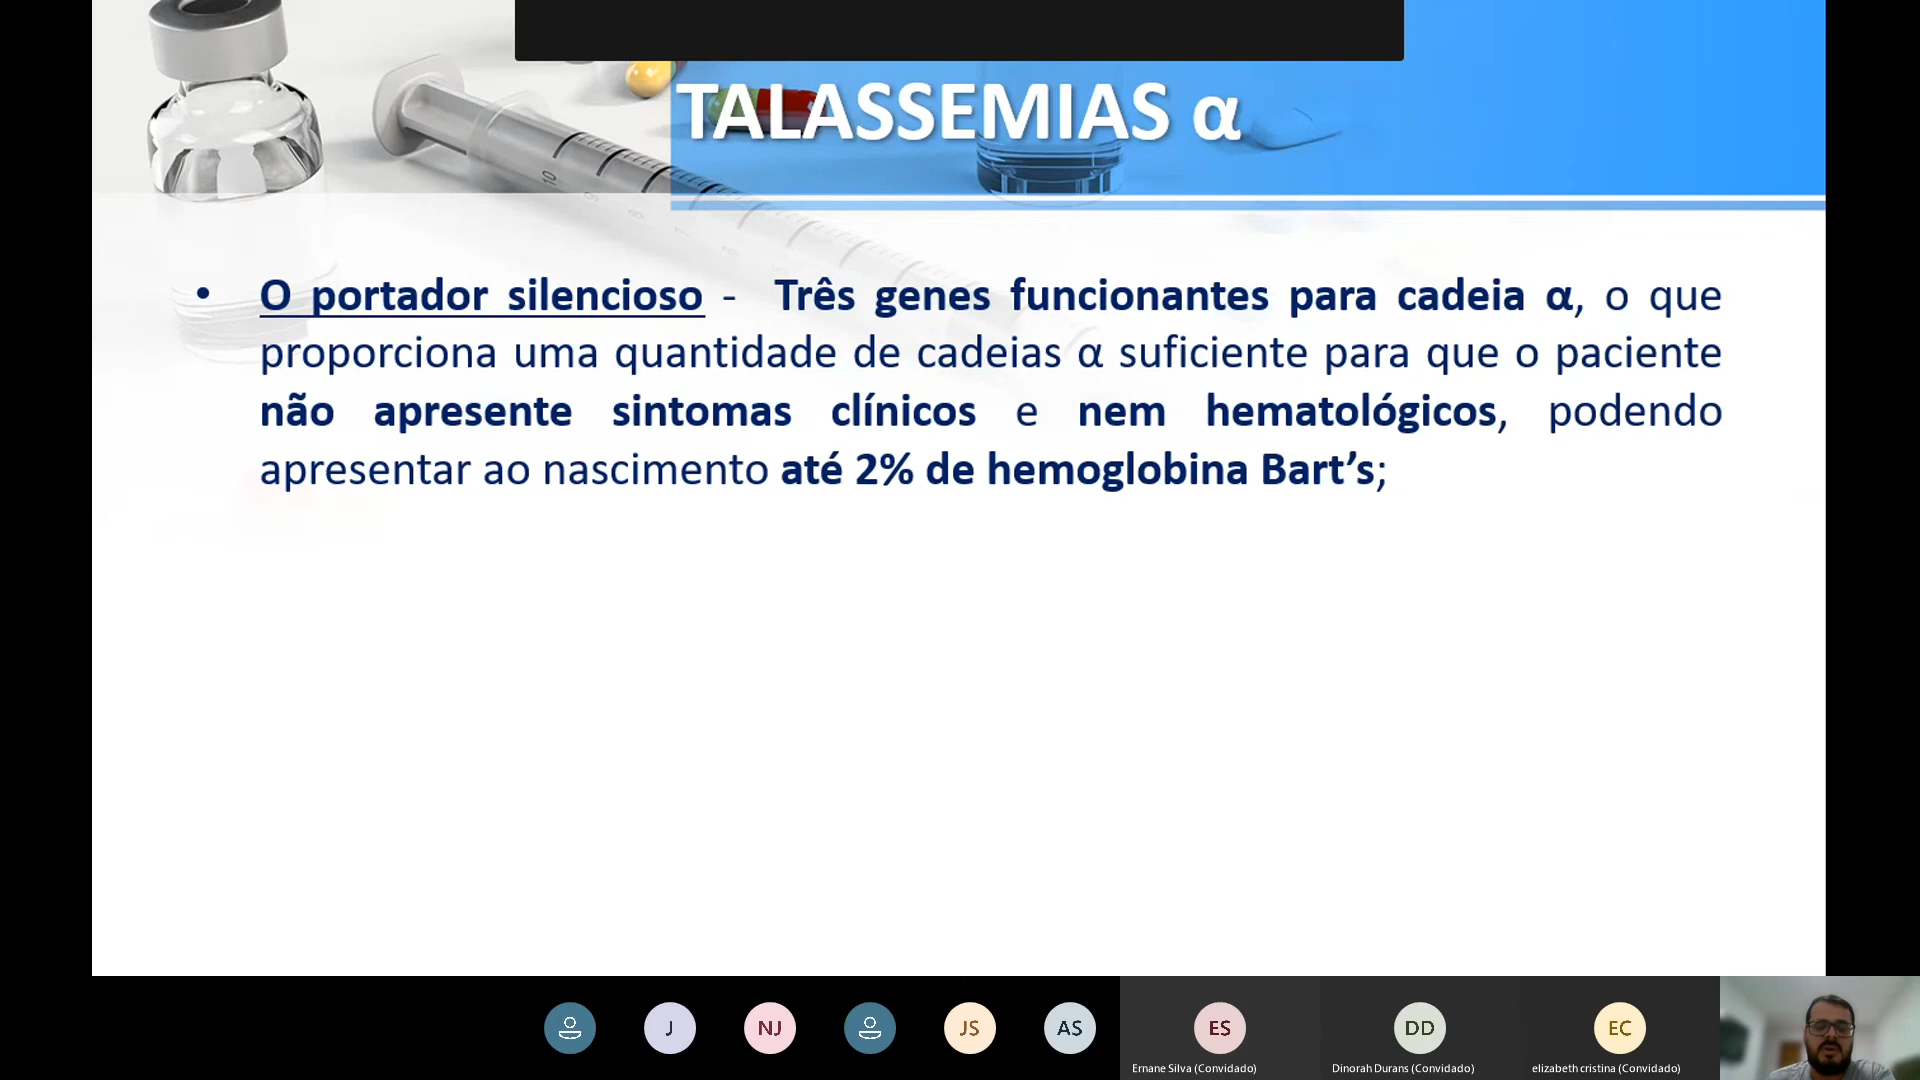 TALASSEMIAS α
• O portador silencioso - Três genes funcionantes para cadeia α, o que
proporciona uma quantidade de cadeias α suficiente para que o paciente
não apresente sintomas clínicos e nem hematológicos, podendo
apresentar ao nascimento até 2% de hemoglobina Bart’s;
J NJ JS AS ES DD EC
Ernane Silva (Convidado) Dinorah Durans (Convidado) elizabeth cristina (Convidado)